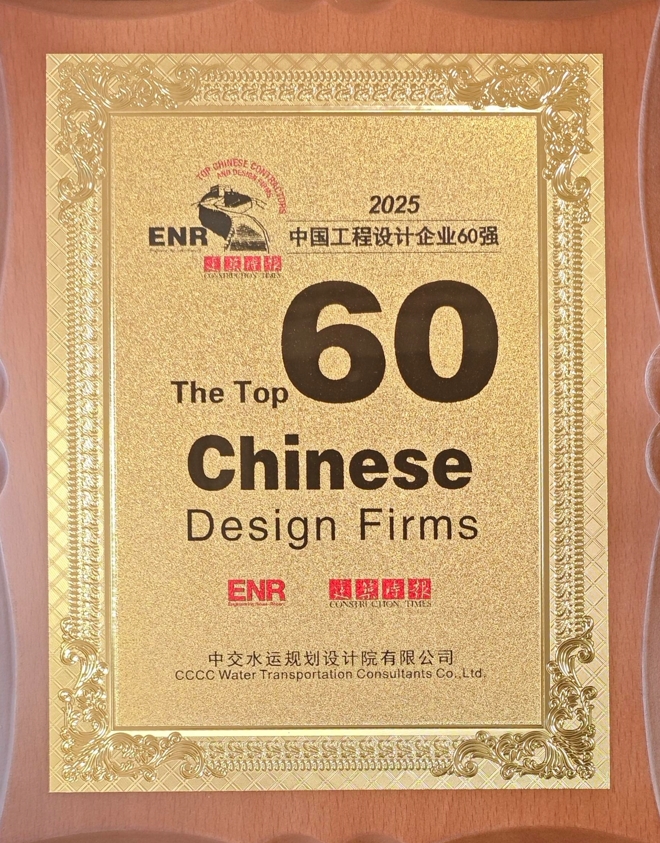 TOP CHINESE CONTRACTORS
AND DESIGN FIRMS
ENR
建筑时报
CONSTRUCTION TIMES
2025
中国工程设计企业60强
The Top 60
Chinese
Design Firms
ENR
Engineering News-Record
建筑时报
CONSTRUCTION TIMES
中交水运规划设计院有限公司
CCCC Water Transportation Consultants Co.,Ltd.